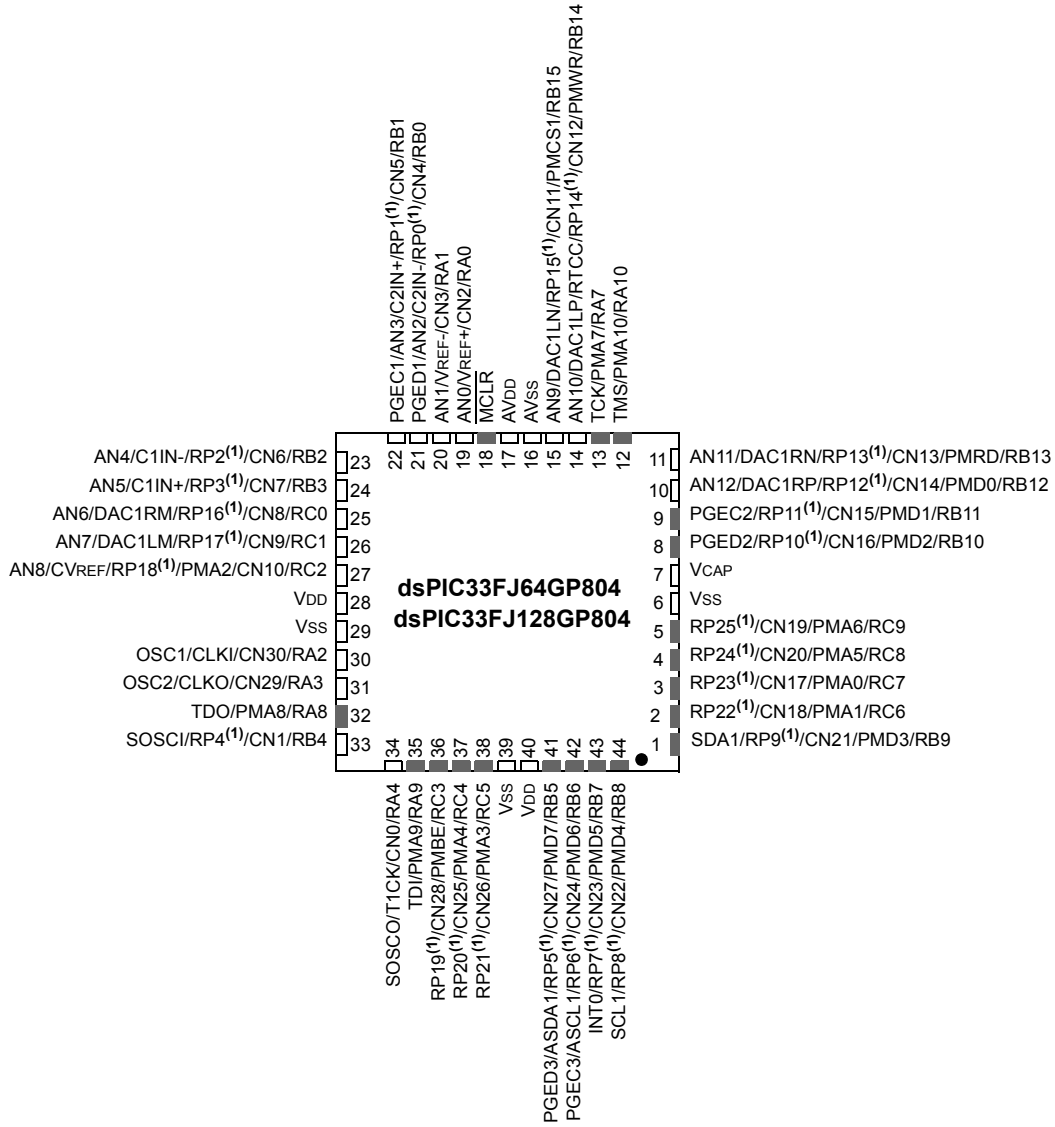 PGEC1/AN3/C2IN+/RP1(1)/CN5/RB1
PGED1/AN2/C2IN-/RP0(1)/CN4/RB0
AN1/VREF-/CN3/RA1
AN0/VREF+/CN2/RA0
MCLR
AVDD
AVSS
AN9/DAC1LN/RP15(1)/CN11/PMCS1/RB15
AN10/DAC1LP/RTCC/RP14(1)/CN12/PMWR/RB14
TCK/PMA7/RA7
TMS/PMA10/RA10
22 21 20 19 18 17 16 15 14 13 12
AN4/C1IN-/RP2(1)/CN6/RB2 23
AN5/C1IN+/RP3(1)/CN7/RB3 24
AN6/DAC1RM/RP16(1)/CN8/RC0 25
AN7/DAC1LM/RP17(1)/CN9/RC1 26
AN8/CVREF/RP18(1)/PMA2/CN10/RC2 27
VDD 28
VSS 29
OSC1/CLKI/CN30/RA2 30
OSC2/CLKO/CN29/RA3 31
TDO/PMA8/RA8 32
SOSCI/RP4(1)/CN1/RB4 33
dsPIC33FJ64GP804
dsPIC33FJ128GP804
11 AN11/DAC1RN/RP13(1)/CN13/PMRD/RB13
10 AN12/DAC1RP/RP12(1)/CN14/PMD0/RB12
9 PGEC2/RP11(1)/CN15/PMD1/RB11
8 PGED2/RP10(1)/CN16/PMD2/RB10
7 VCAP
6 VSS
5 RP25(1)/CN19/PMA6/RC9
4 RP24(1)/CN20/PMA5/RC8
3 RP23(1)/CN17/PMA0/RC7
2 RP22(1)/CN18/PMA1/RC6
1 SDA1/RP9(1)/CN21/PMD3/RB9
34 35 36 37 38 39 40 41 42 43 44
SOSCO/T1CK/CN0/RA4
TDI/PMA9/RA9
RP19(1)/CN28/PMBE/RC3
RP20(1)/CN25/PMA4/RC4
RP21(1)/CN26/PMA3/RC5
VSS
VDD
PGED3/ASDA1/RP5(1)/CN27/PMD7/RB5
PGEC3/ASCL1/RP6(1)/CN24/PMD6/RB6
INT0/RP7(1)/CN23/PMD5/RB7
SCL1/RP8(1)/CN22/PMD4/RB8